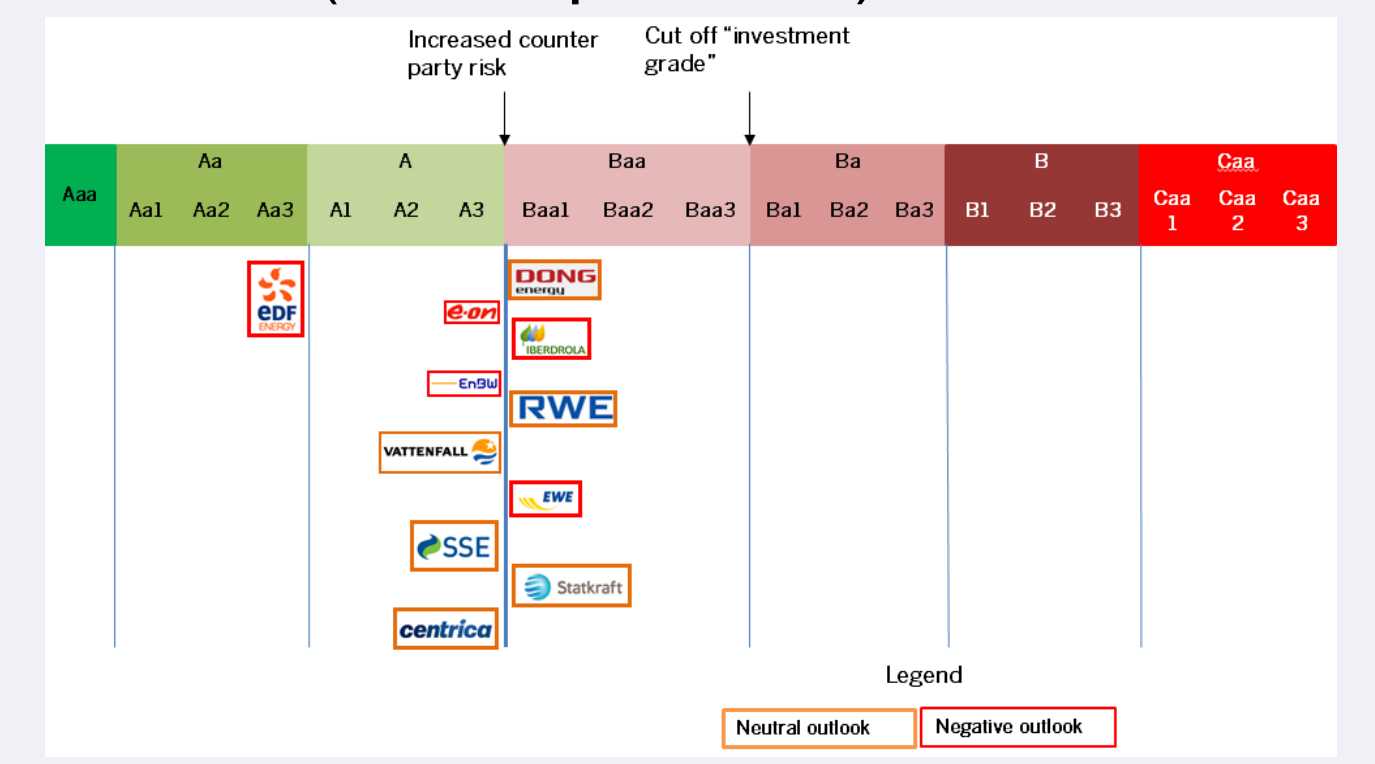 Increased counter
party risk
Cut off “investment
grade”
Aaa
Aa
Aa1 Aa2 Aa3
A
A1 A2 A3
Baa
Baa1 Baa2 Baa3
Ba
Ba1 Ba2 Ba3
B
B1 B2 B3
Caa
Caa Caa Caa
1 2 3
eDF
ENERGY
DONG
energy
e·on
IBERDROLA
EnBW
RWE
VATTENFALL
EWE
SSE
Statkraft
centrica
Legend
Neutral outlook
Negative outlook